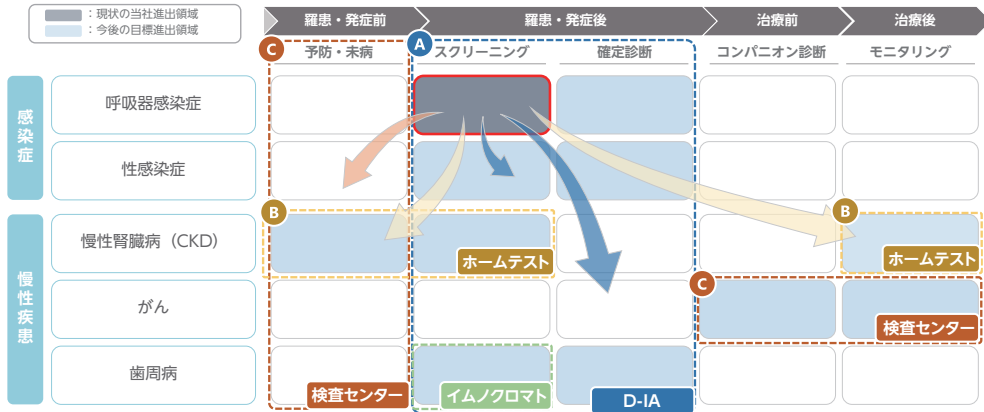 ：現状の当社進出領域
：今後の目標進出領域
羅患・発症前
羅患・発症後
治療前
治療後
C
予防・未病
A
スクリーニング
確定診断
コンパニオン診断
モニタリング
感染症
呼吸器感染症
性感染症
慢性疾患
慢性腎臓病（CKD）
B
ホームテスト
B
ホームテスト
がん
C
検査センター
歯周病
検査センター
イムノクロマト
D-IA